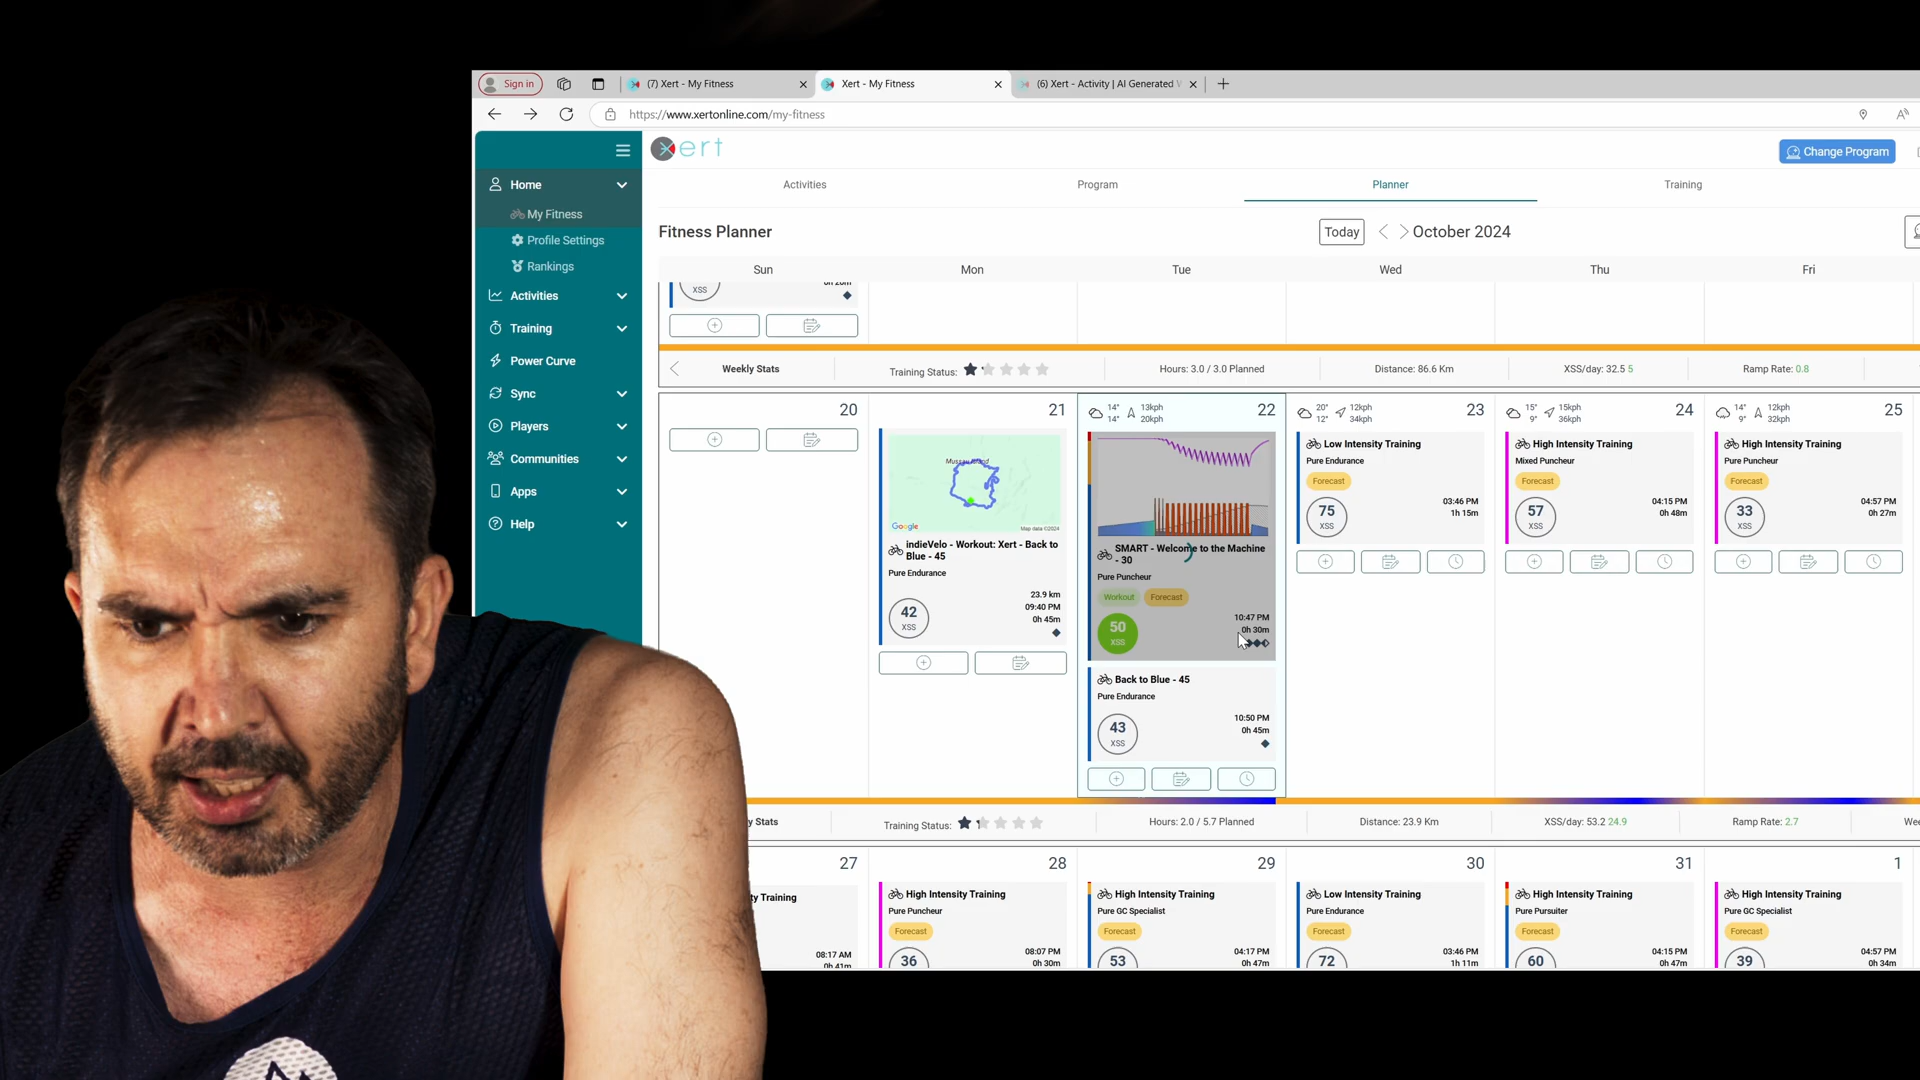 Sign in
(7) Xert - My Fitness
Xert - My Fitness
(6) Xert - Activity | AI Generated
https://www.xertonline.com/my-fitness
xert
Change Program
Home
My Fitness
Profile Settings
Rankings
Activities
Training
Power Curve
Sync
Players
Communities
Apps
Help
Activities
Program
Planner
Training
Fitness Planner
Today
October 2024
Sun
Mon
Tue
Wed
Thu
Fri
XSS
Weekly Stats
Training Status:
Hours: 3.0 / 3.0 Planned
Distance: 86.6 Km
XSS/day: 32.5 5
Ramp Rate: 0.8
20
21
indieVelo - Workout: Xert - Back to
Blue - 45
Pure Endurance
Google
Map data ©2024
42
XSS
23.9 km
09:40 PM
0h 45m
14°
14°
13kph
20kph
22
SMART - Welcome to the Machine
- 30
Pure Puncheur
Workout
Forecast
50
XSS
10:47 PM
0h 30m
Back to Blue - 45
Pure Endurance
43
XSS
10:50 PM
0h 45m
20°
12°
12kph
34kph
23
Low Intensity Training
Pure Endurance
Forecast
75
XSS
03:46 PM
1h 15m
15°
9°
15kph
36kph
24
High Intensity Training
Mixed Puncheur
Forecast
57
XSS
04:15 PM
0h 48m
14°
9°
12kph
32kph
25
High Intensity Training
Pure Puncheur
Forecast
33
XSS
04:57 PM
0h 27m
y Stats
Training Status:
Hours: 2.0 / 5.7 Planned
Distance: 23.9 Km
XSS/day: 53.2 24.9
Ramp Rate: 2.7
Wee
27
ty Training
08:17 AM
0h 41m
28
High Intensity Training
Pure Puncheur
Forecast
36
08:07 PM
0h 30m
29
High Intensity Training
Pure GC Specialist
Forecast
53
04:17 PM
0h 47m
30
Low Intensity Training
Pure Endurance
Forecast
72
03:46 PM
1h 11m
31
High Intensity Training
Pure Pursuiter
Forecast
60
04:15 PM
0h 47m
1
High Intensity Training
Pure GC Specialist
Forecast
39
04:57 PM
0h 34m